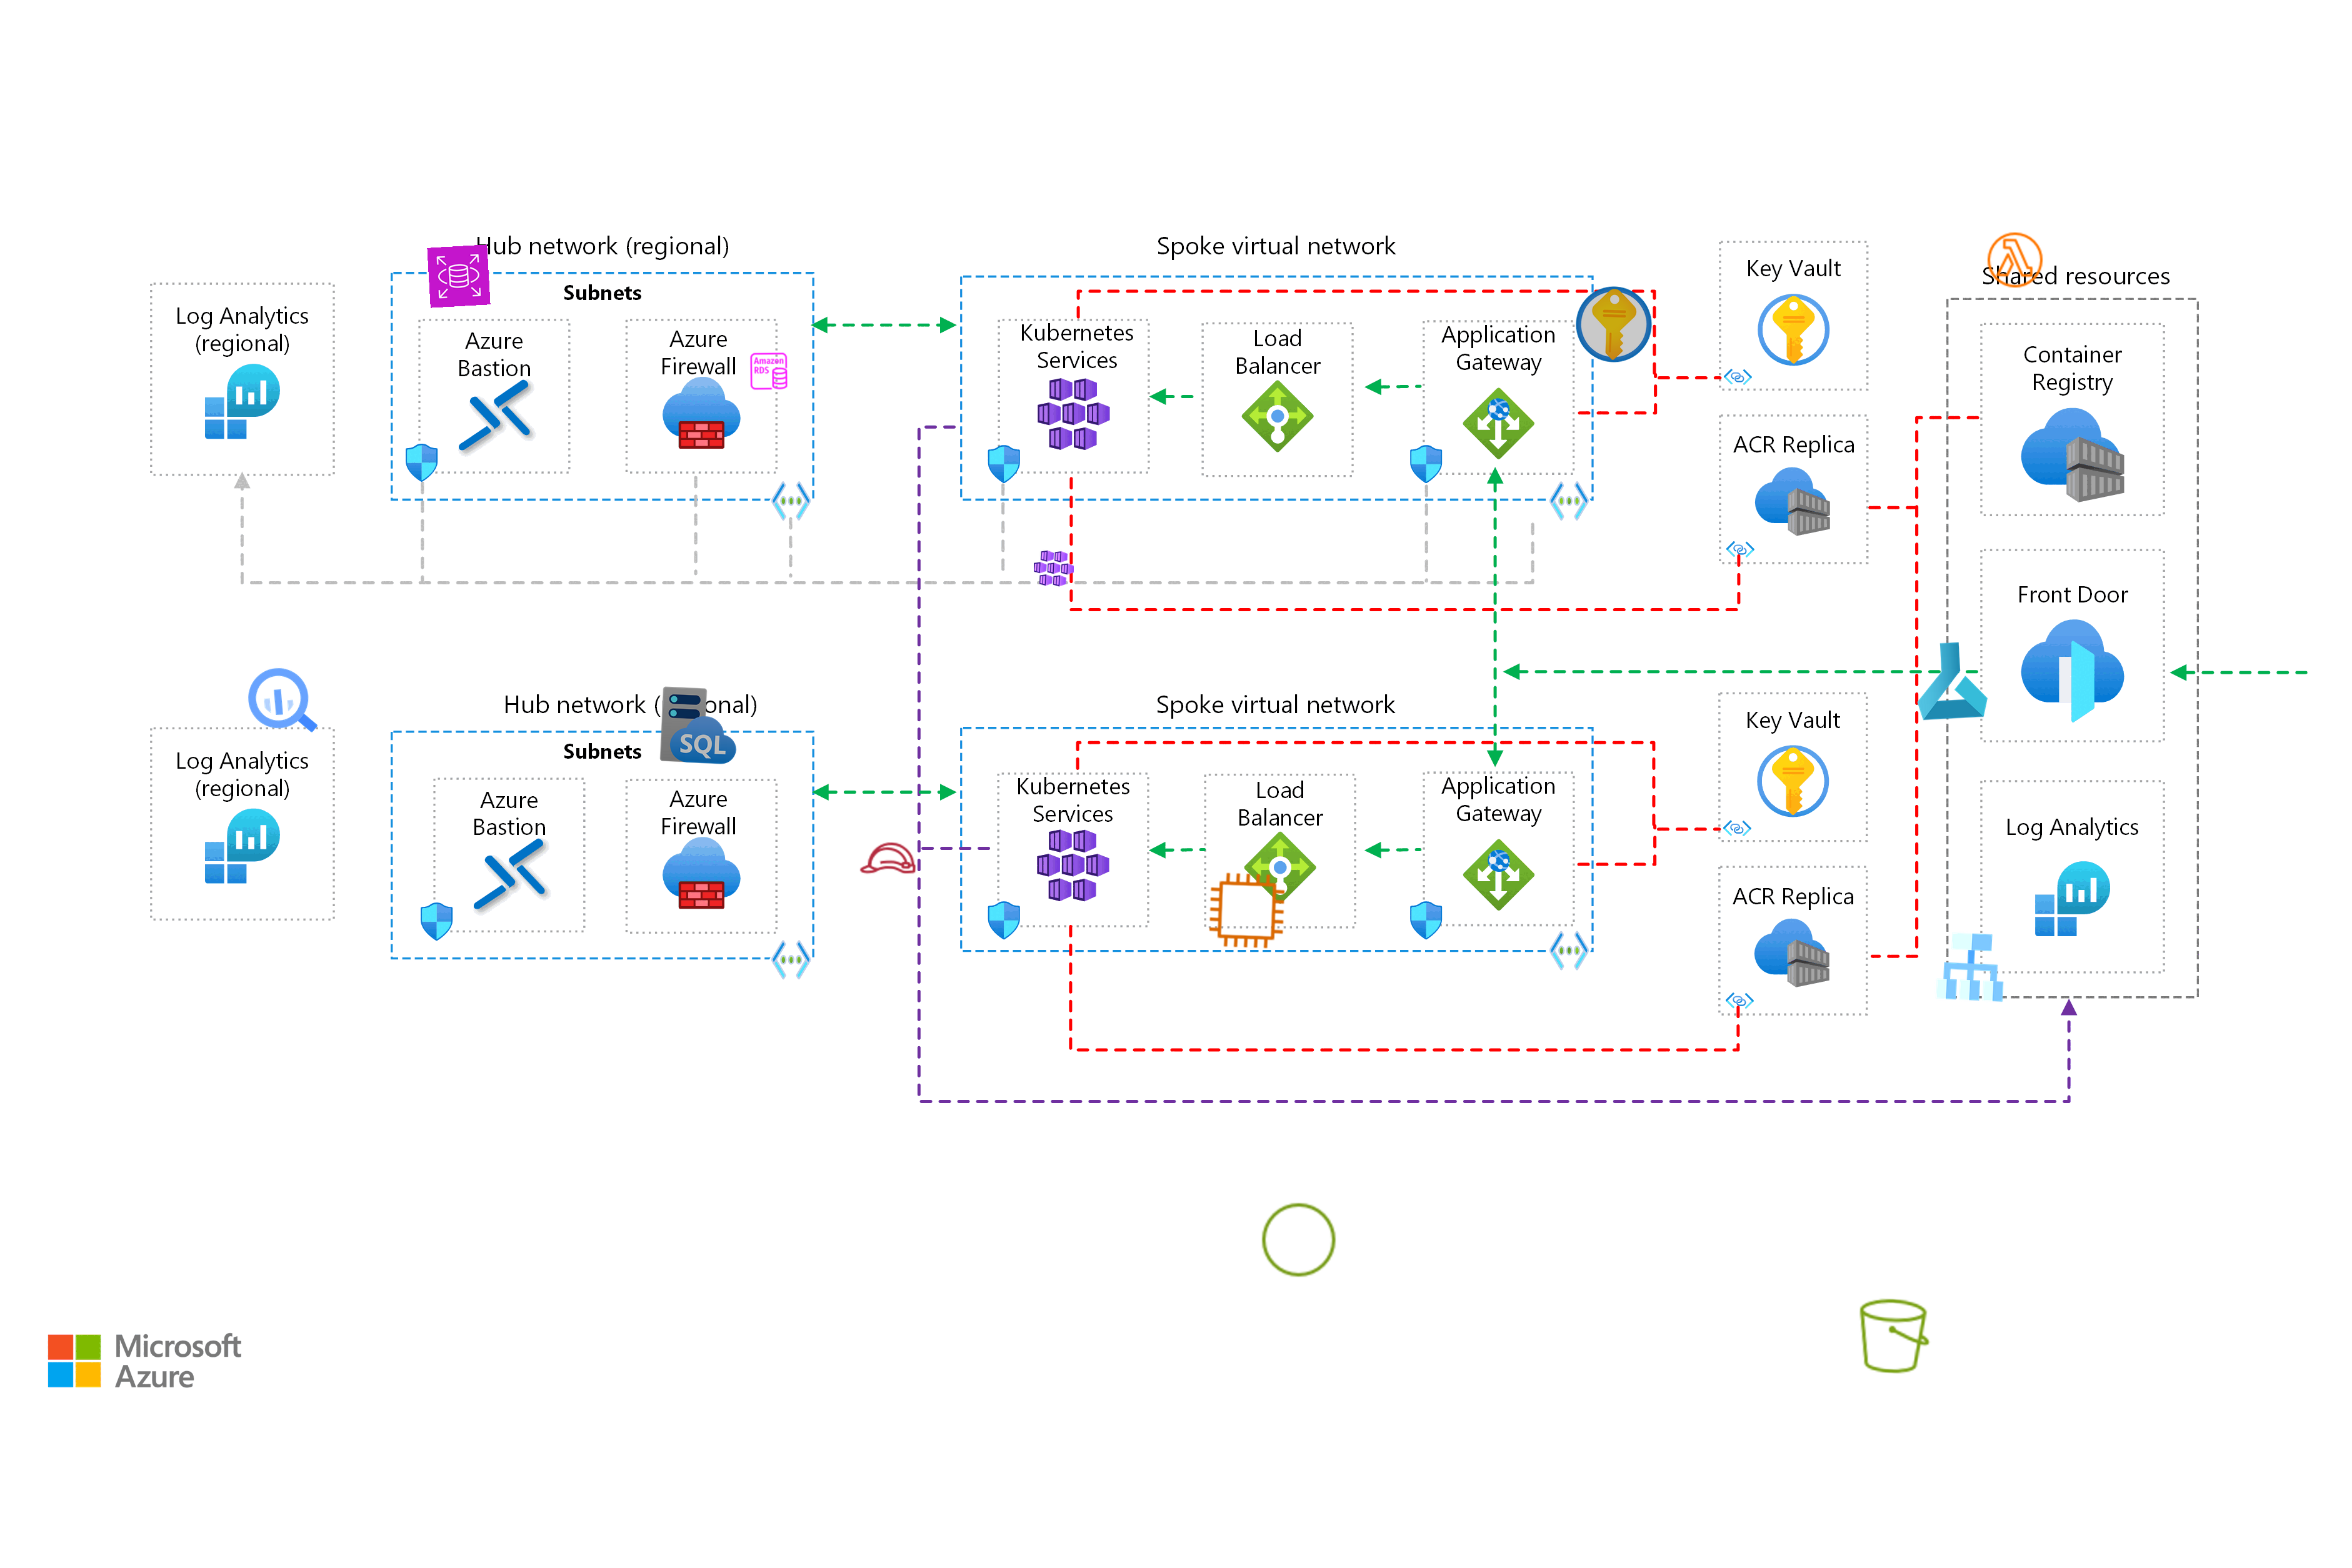 Hub network (regional)
Subnets
Log Analytics
(regional)
Azure
Bastion
Azure
Firewall
Amazon
RDS
Spoke virtual network
Kubernetes
Services
Load
Balancer
Application
Gateway
Key Vault
ACR Replica
Shared resources
Container
Registry
Front Door
Log Analytics
Log Analytics
(regional)
Hub network (
onal)
Subnets
SQL
Azure
Bastion
Azure
Firewall
Spoke virtual network
Kubernetes
Services
Load
Balancer
Application
Gateway
Key Vault
ACR Replica
Microsoft
Azure